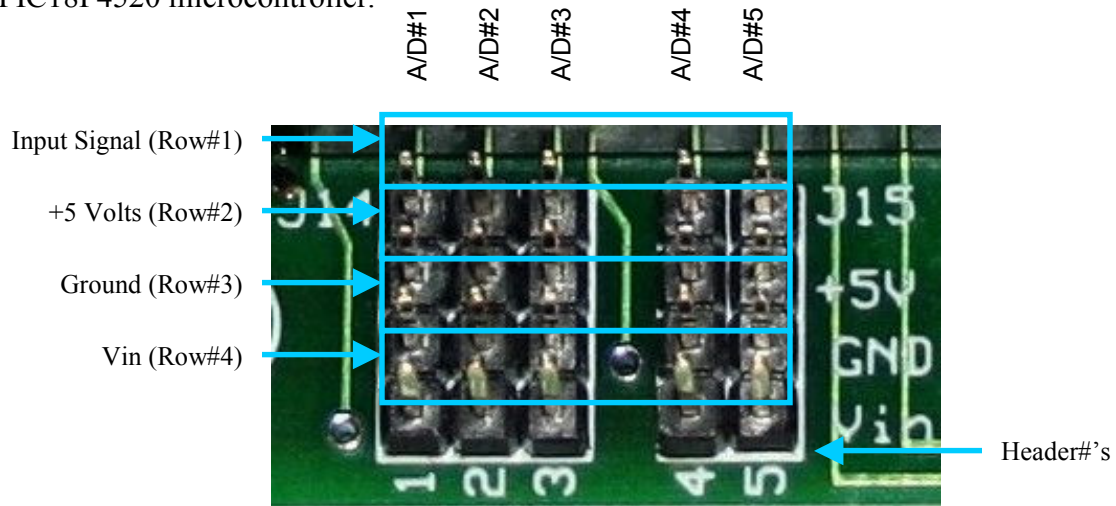 PIC18F4520 microcontroller.
A/D#1
A/D#2
A/D#3
A/D#4
A/D#5
Input Signal (Row#1)
+5 Volts (Row#2)
Ground (Row#3)
Vin (Row#4)
J14
J15
+5V
GND
Vin
Header#'s
1 2 3 4 5